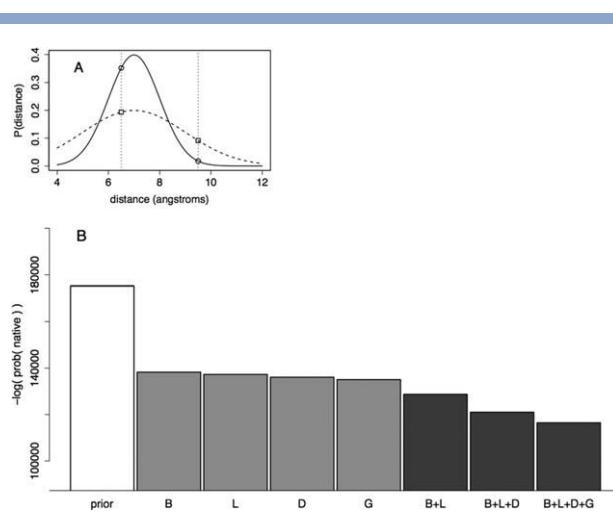 A
P(distance)
0.4
0.3
0.2
0.1
0.0
4 6 8 10 12
distance (angstroms)
B
−log( prob( native ) )
180000
140000
100000
prior B L D G B+L B+L+D B+L+D+G